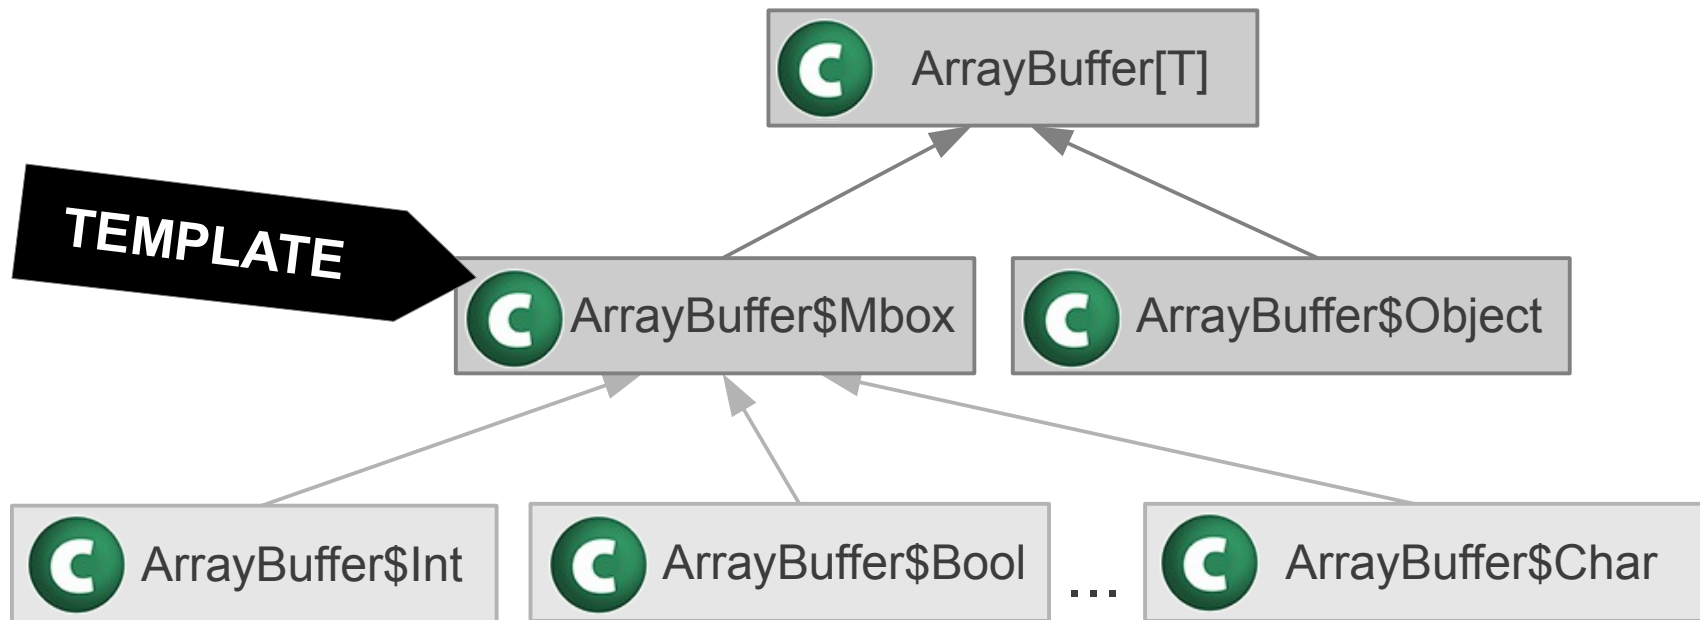 ArrayBuffer[T]
TEMPLATE
ArrayBuffer$Mbox
ArrayBuffer$Object
ArrayBuffer$Int
ArrayBuffer$Bool
...
ArrayBuffer$Char